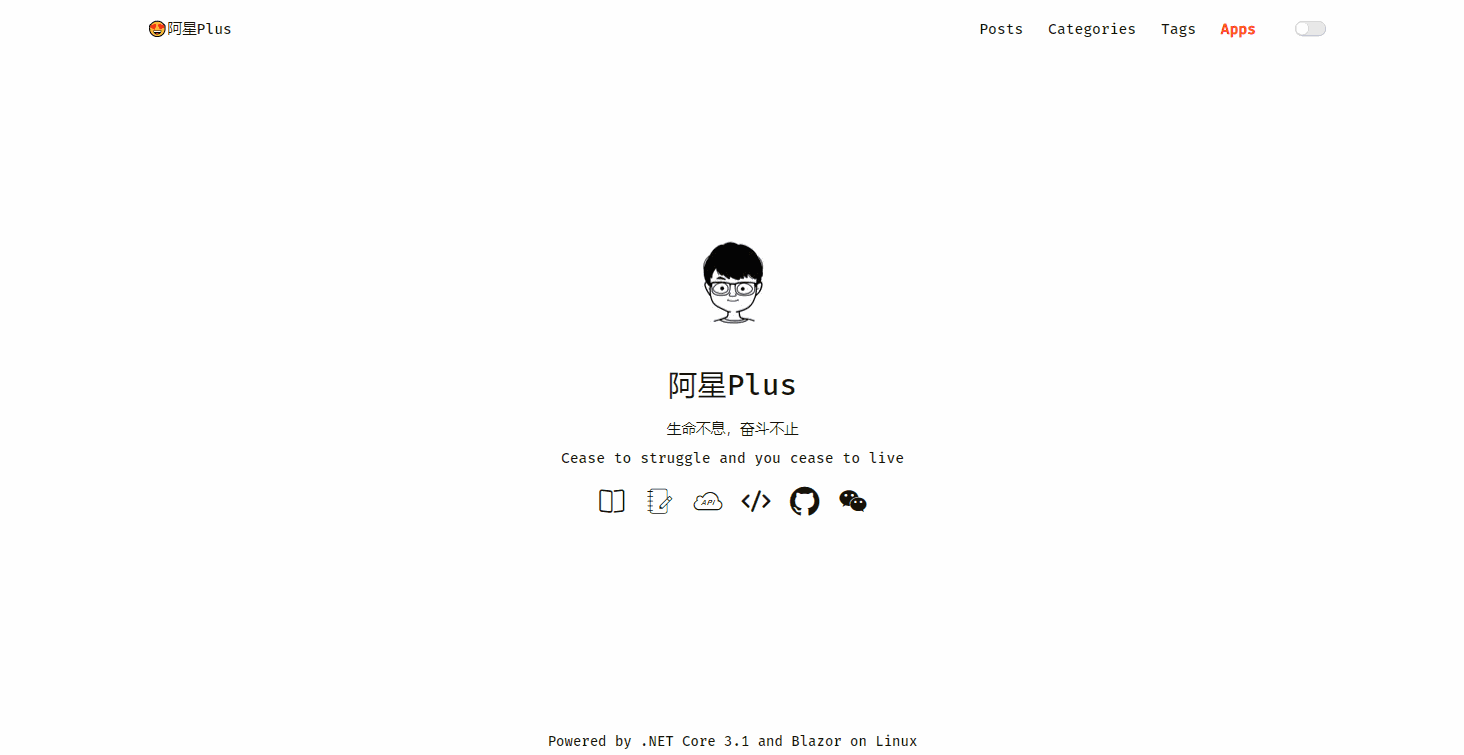 😍阿星Plus
Posts Categories Tags Apps
阿星Plus
生命不息，奋斗不止
Cease to struggle and you cease to live
API
Powered by .NET Core 3.1 and Blazor on Linux